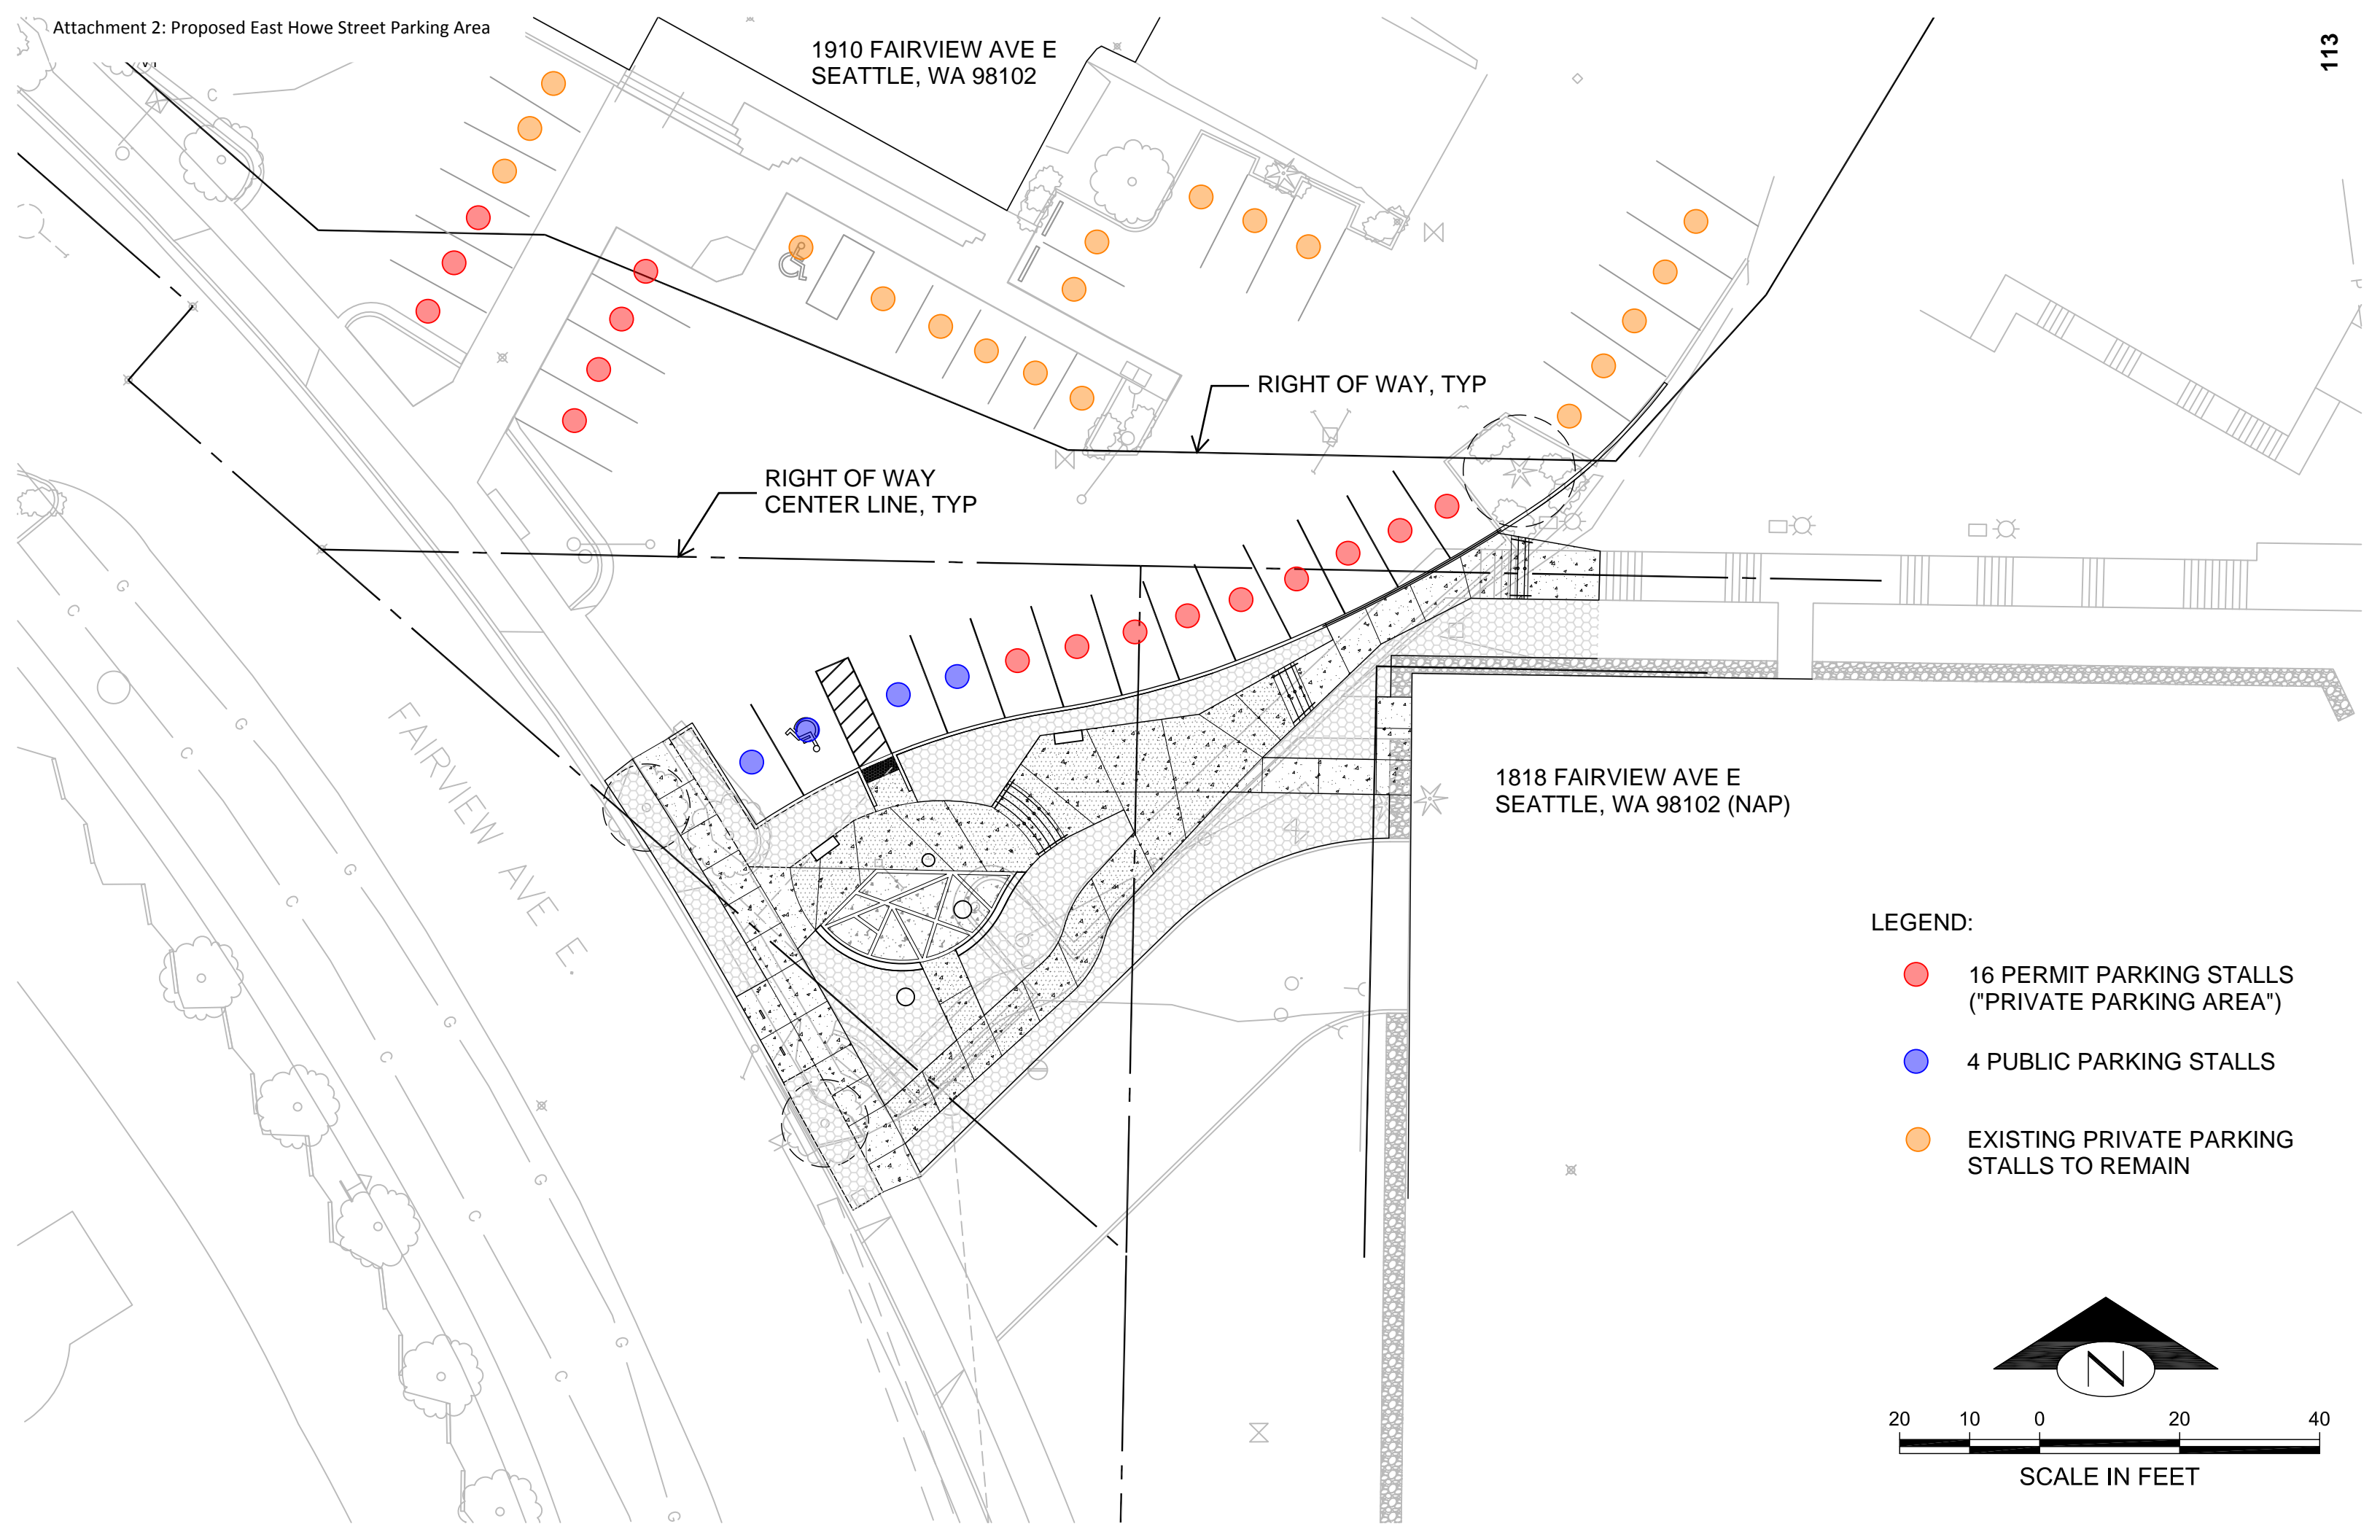 Attachment 2: Proposed East Howe Street Parking Area
113
1910 FAIRVIEW AVE E
SEATTLE, WA 98102
C
RIGHT OF WAY, TYP
RIGHT OF WAY
CENTER LINE, TYP
FAIRVIEW AVE E.
G
C
G
C
G
C
G
C
G
C
G
C
G
C
G
1818 FAIRVIEW AVE E
SEATTLE, WA 98102 (NAP)
LEGEND:
16 PERMIT PARKING STALLS
("PRIVATE PARKING AREA")
4 PUBLIC PARKING STALLS
EXISTING PRIVATE PARKING
STALLS TO REMAIN
N
20 10 0 20 40
SCALE IN FEET